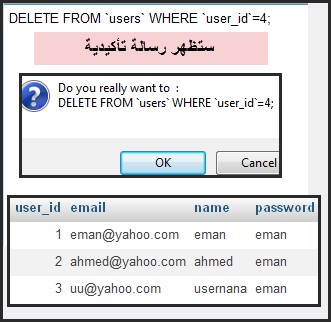 DELETE FROM `users` WHERE `user_id`=4;
ستظهر رسالة تأكيدية
Do you really want to :
DELETE FROM `users` WHERE `user_id`=4;
OK Cancel
user_id email name password
1 eman@yahoo.com eman eman
2 ahmed@yahoo.com ahmed eman
3 uu@yahoo.com usernana eman